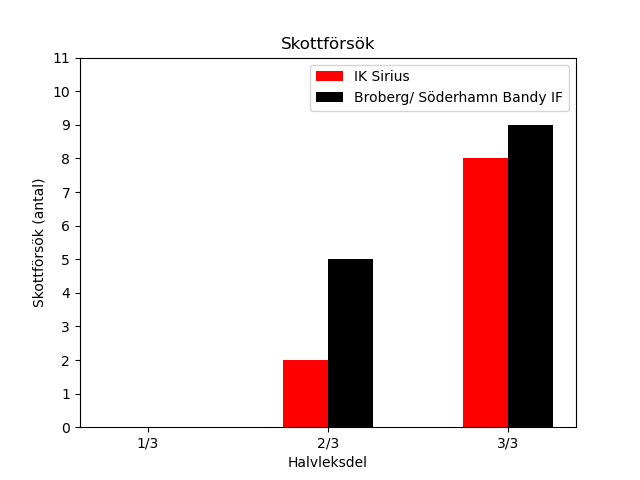 Skottförsök
IK Sirius
Broberg/ Söderhamn Bandy IF
Skottförsök (antal)
11
10
9
8
7
6
5
4
3
2
1
0
1/3 2/3 3/3
Halvleksdel